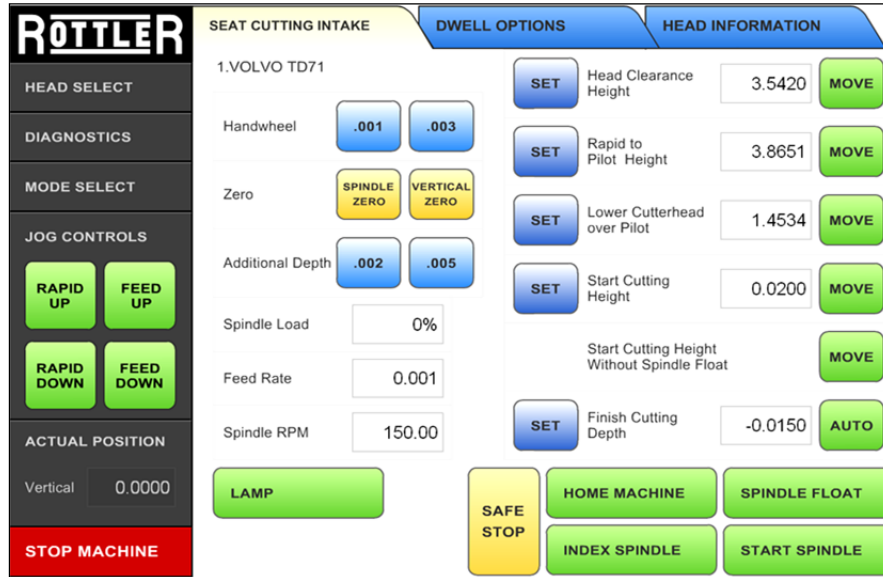 ROTTLER
SEAT CUTTING INTAKE
DWELL OPTIONS
HEAD INFORMATION
HEAD SELECT
DIAGNOSTICS
MODE SELECT
JOG CONTROLS
RAPID
UP
FEED
UP
RAPID
DOWN
FEED
DOWN
ACTUAL POSITION
Vertical 0.0000
STOP MACHINE
1.VOLVO TD71
Handwheel .001 .003
Zero
SPINDLE
ZERO
VERTICAL
ZERO
Additional Depth .002 .005
Spindle Load 0%
Feed Rate 0.001
Spindle RPM 150.00
LAMP
SET
Head Clearance
Height
3.5420 MOVE
SET
Rapid to
Pilot Height
3.8651 MOVE
SET
Lower Cutterhead
over Pilot
1.4534 MOVE
SET
Start Cutting
Height
0.0200 MOVE
Start Cutting Height
Without Spindle Float
MOVE
SET
Finish Cutting
Depth
-0.0150 AUTO
SAFE
STOP
HOME MACHINE
SPINDLE FLOAT
INDEX SPINDLE
START SPINDLE